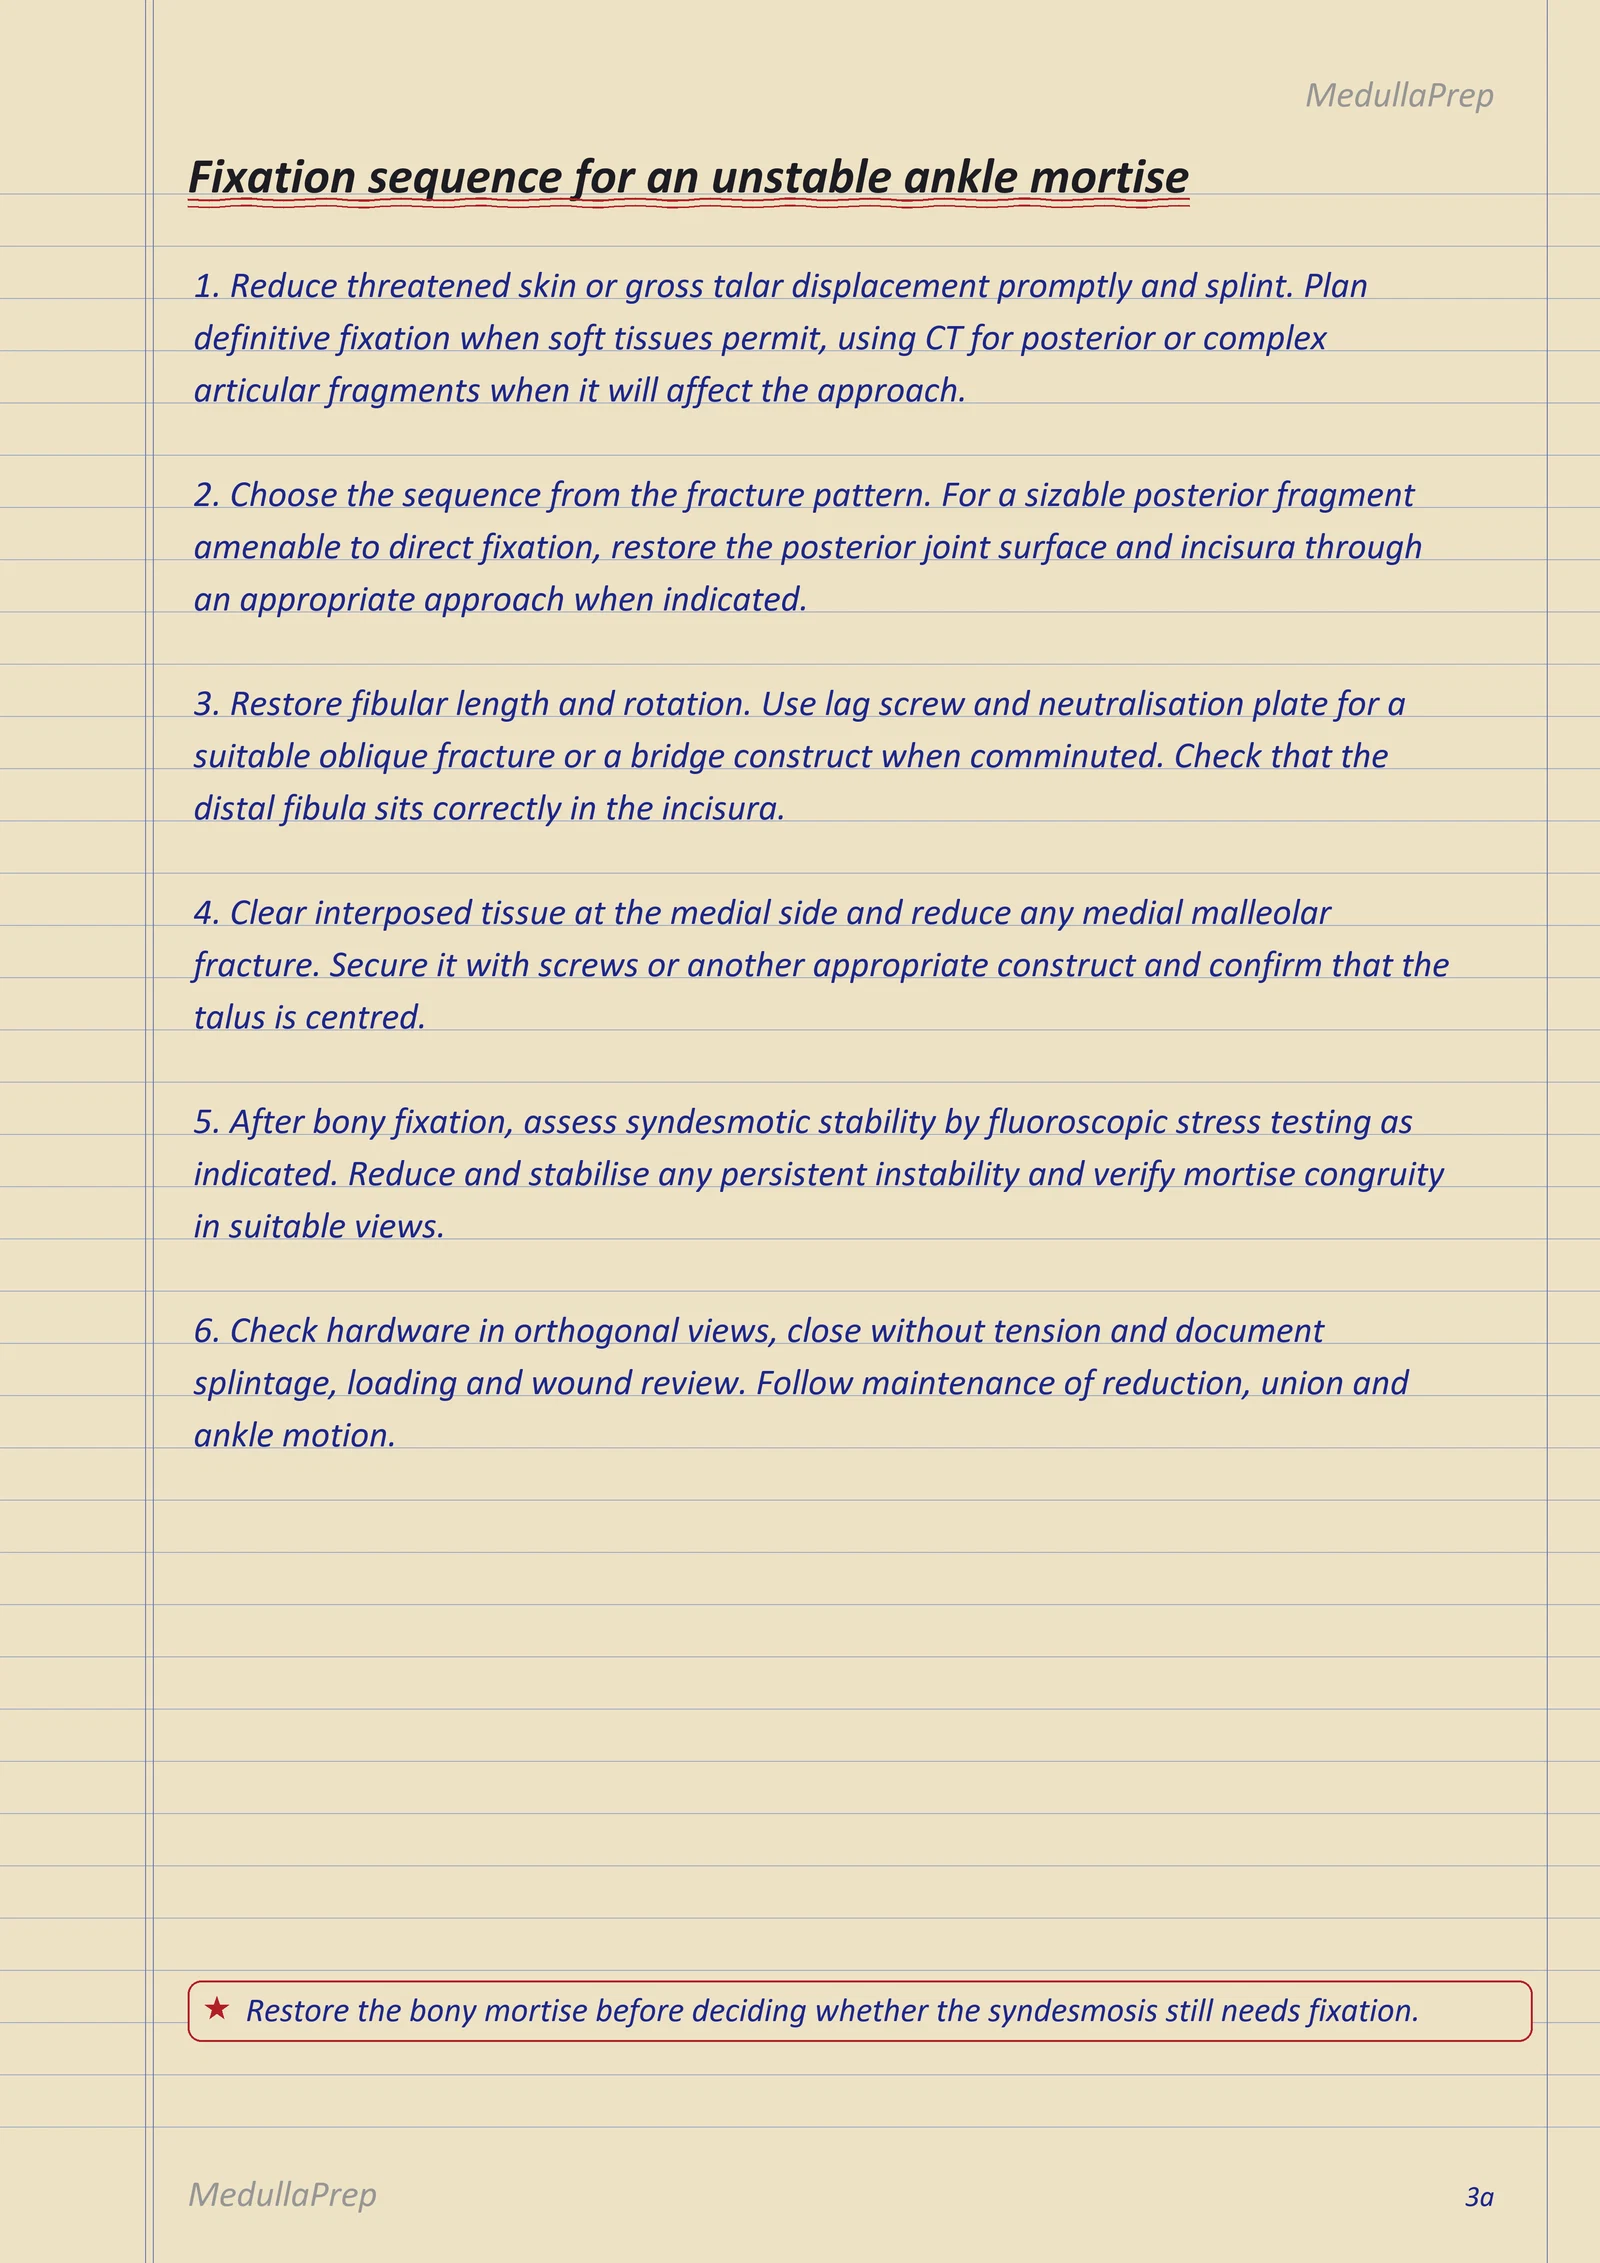 MedullaPrep
Fixation sequence for an unstable ankle mortise
1. Reduce threatened skin or gross talar displacement promptly and splint. Plan
definitive fixation when soft tissues permit, using CT for posterior or complex
articular fragments when it will affect the approach.
2. Choose the sequence from the fracture pattern. For a sizable posterior fragment
amenable to direct fixation, restore the posterior joint surface and incisura through
an appropriate approach when indicated.
3. Restore fibular length and rotation. Use lag screw and neutralisation plate for a
suitable oblique fracture or a bridge construct when comminuted. Check that the
distal fibula sits correctly in the incisura.
4. Clear interposed tissue at the medial side and reduce any medial malleolar
fracture. Secure it with screws or another appropriate construct and confirm that the
talus is centred.
5. After bony fixation, assess syndesmotic stability by fluoroscopic stress testing as
indicated. Reduce and stabilise any persistent instability and verify mortise congruity
in suitable views.
6. Check hardware in orthogonal views, close without tension and document
splintage, loading and wound review. Follow maintenance of reduction, union and
ankle motion.
★ Restore the bony mortise before deciding whether the syndesmosis still needs fixation.
MedullaPrep
3a